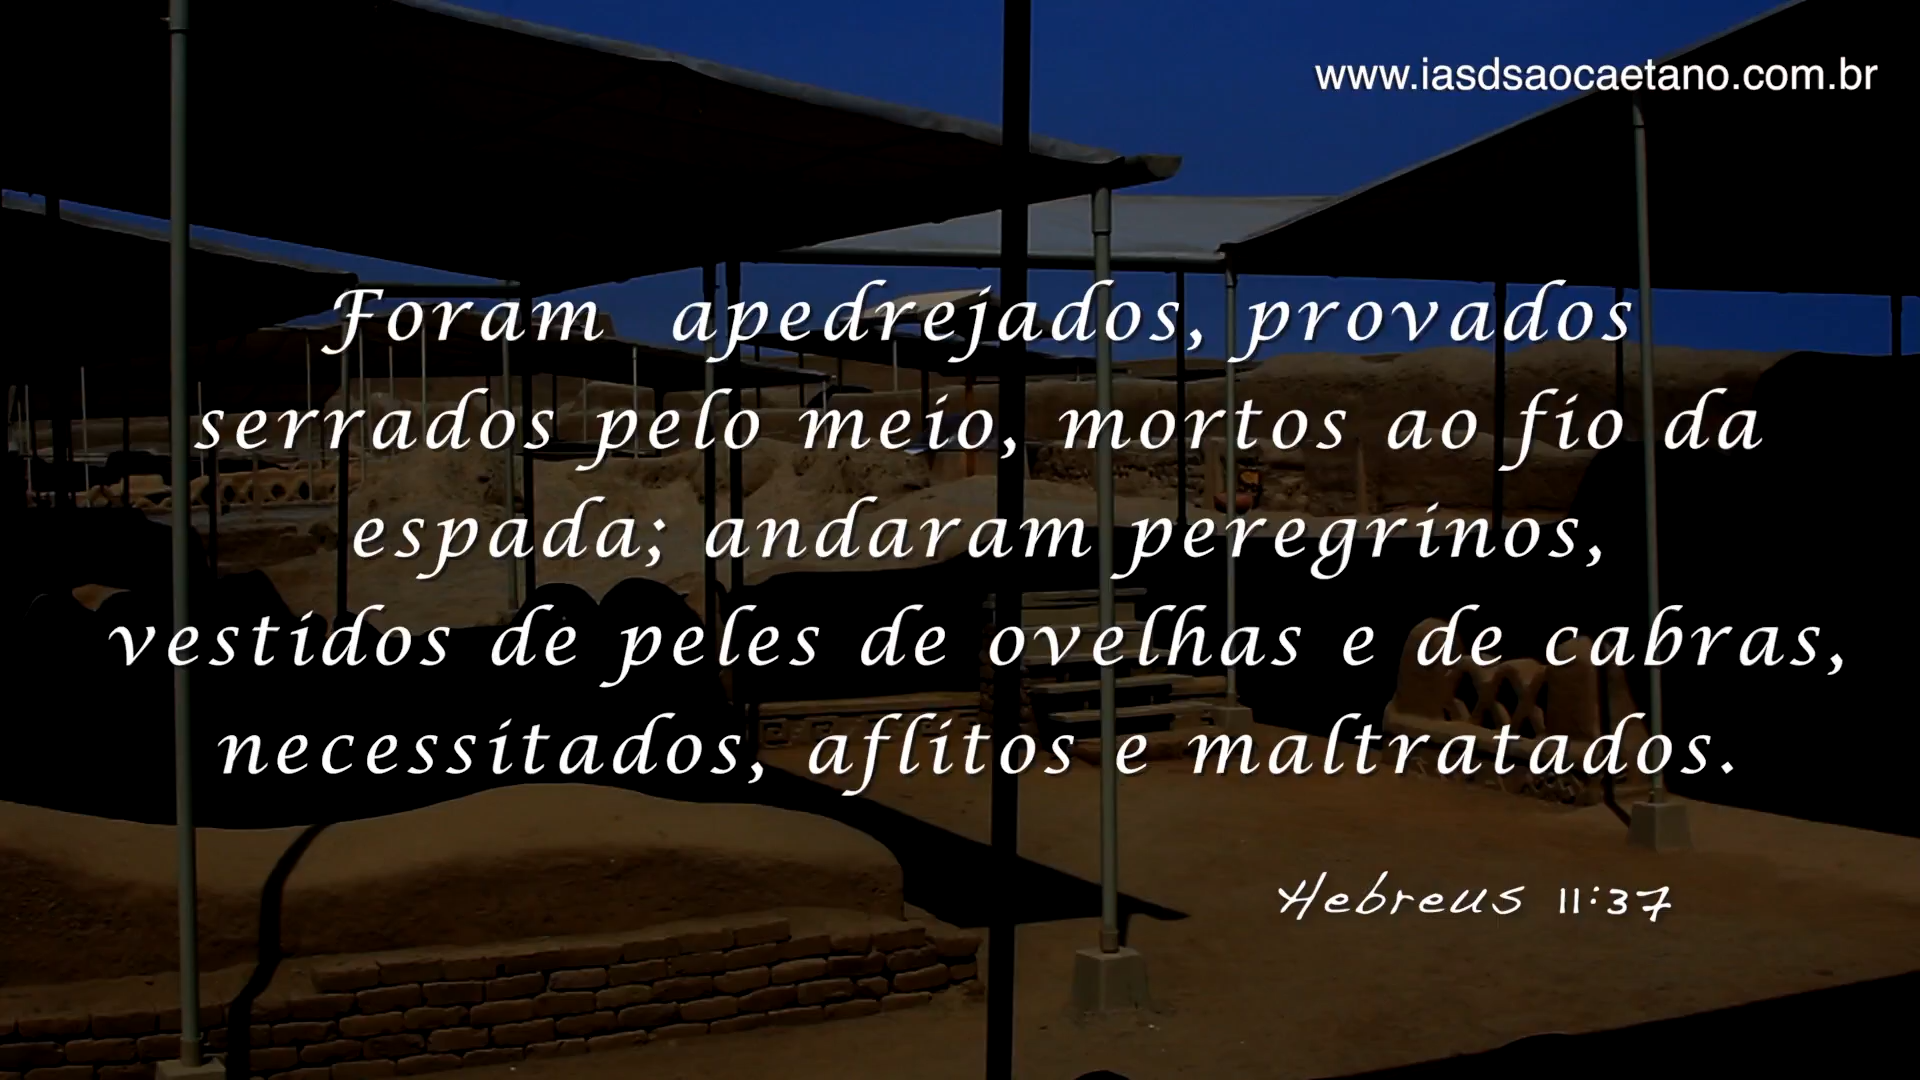 www.iasdsaocaetano.com.br
Foram apedrejados, provados
serrados pelo meio, mortos ao fio da
espada; andaram peregrinos,
vestidos de peles de ovelhas e de cabras,
necessitados, aflitos e maltratados.
Hebreus 11:37